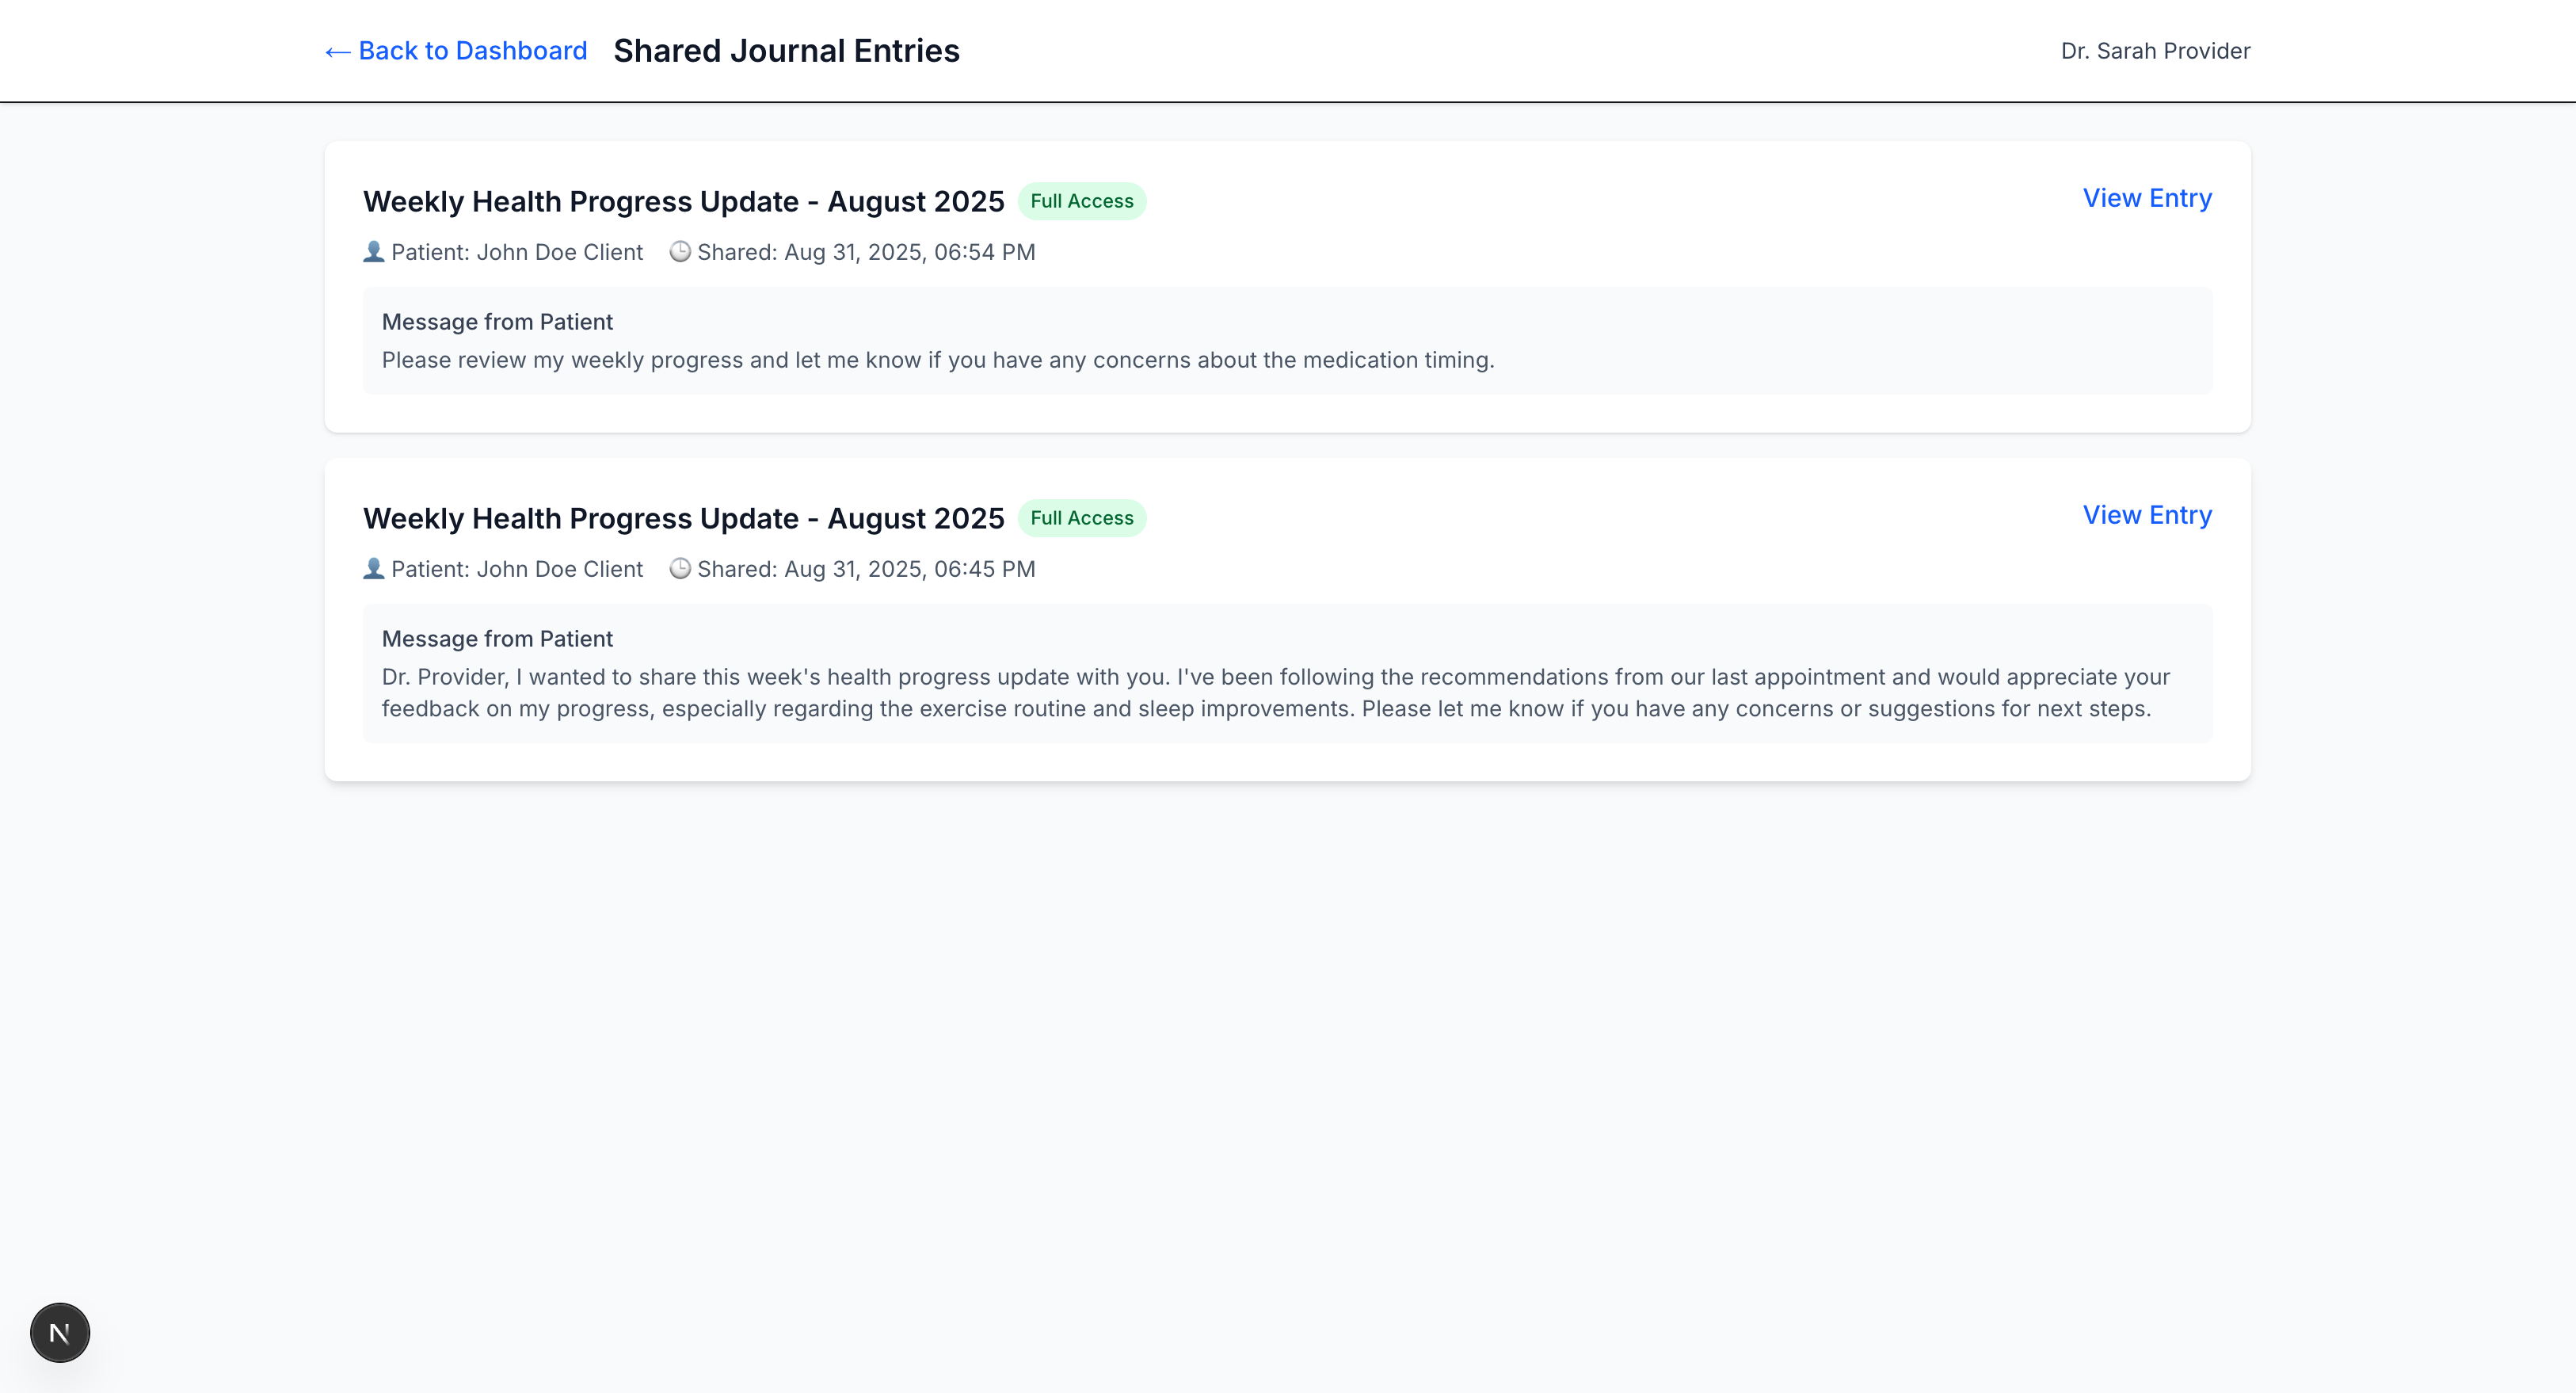 ← Back to Dashboard
Shared Journal Entries
Dr. Sarah Provider
Weekly Health Progress Update - August 2025
Full Access
View Entry
Patient: John Doe Client
Shared: Aug 31, 2025, 06:54 PM
Message from Patient
Please review my weekly progress and let me know if you have any concerns about the medication timing.
Weekly Health Progress Update - August 2025
Full Access
View Entry
Patient: John Doe Client
Shared: Aug 31, 2025, 06:45 PM
Message from Patient
Dr. Provider, I wanted to share this week's health progress update with you. I've been following the recommendations from our last appointment and would appreciate your
feedback on my progress, especially regarding the exercise routine and sleep improvements. Please let me know if you have any concerns or suggestions for next steps.
N